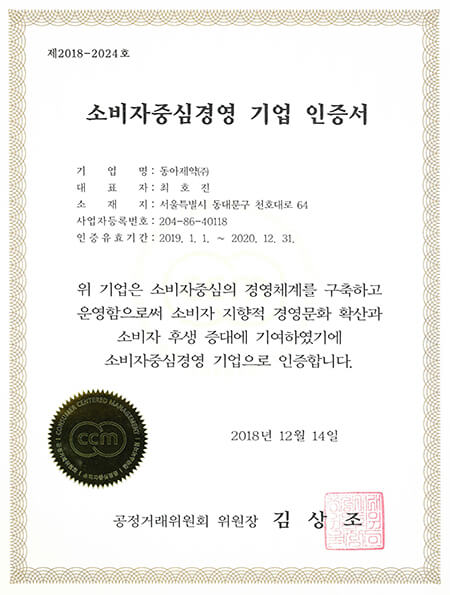 제2018-2024호
소비자중심경영 기업 인증서
기 업 명 : 동아제약(주)
대 표 자 : 최 호 진
소 재 지 : 서울특별시 동대문구 천호대로 64
사업자등록번호 : 204-86-40118
인증유효기간 : 2019. 1. 1. ~ 2020. 12. 31.
위 기업은 소비자중심의 경영체계를 구축하고
운영함으로써 소비자 지향적 경영문화 확산과
소비자 후생 증대에 기여하였기에
소비자중심경영 기업으로 인증합니다.
CONSUMER CENTERED MANAGEMENT
ccm
2018년 12월 14일
공정거래위원회 위원장 김 상 조